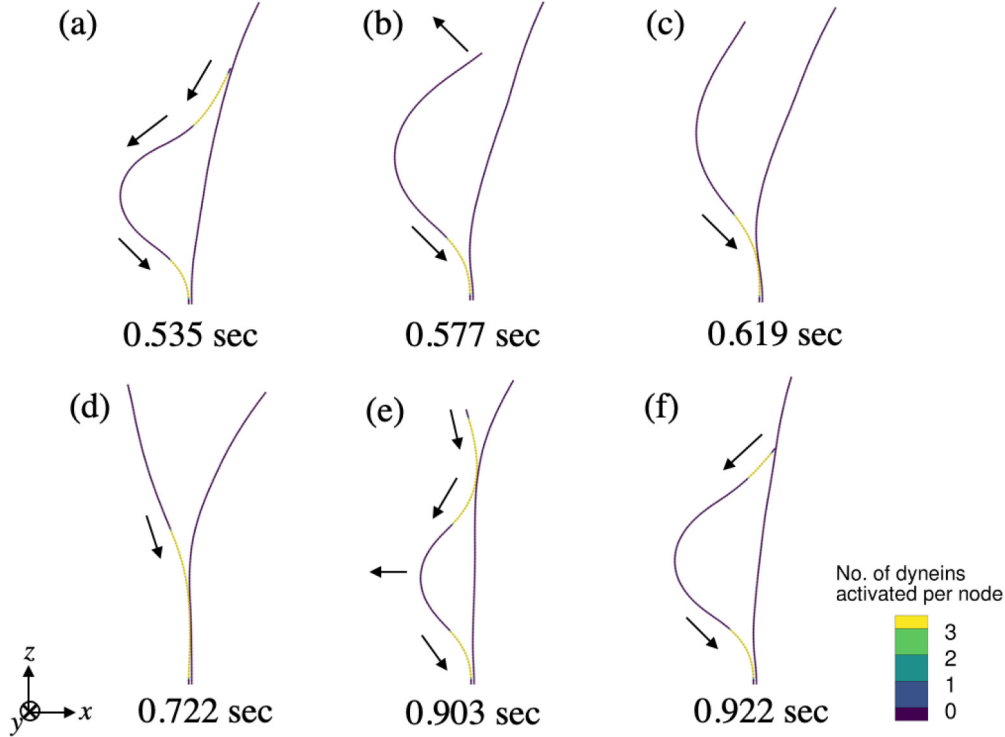 (a)
(b)
(c)
0.535 sec
0.577 sec
0.619 sec
(d)
(e)
(f)
No. of dyneins
activated per node
3
2
1
0
z
y
x
0.722 sec
0.903 sec
0.922 sec